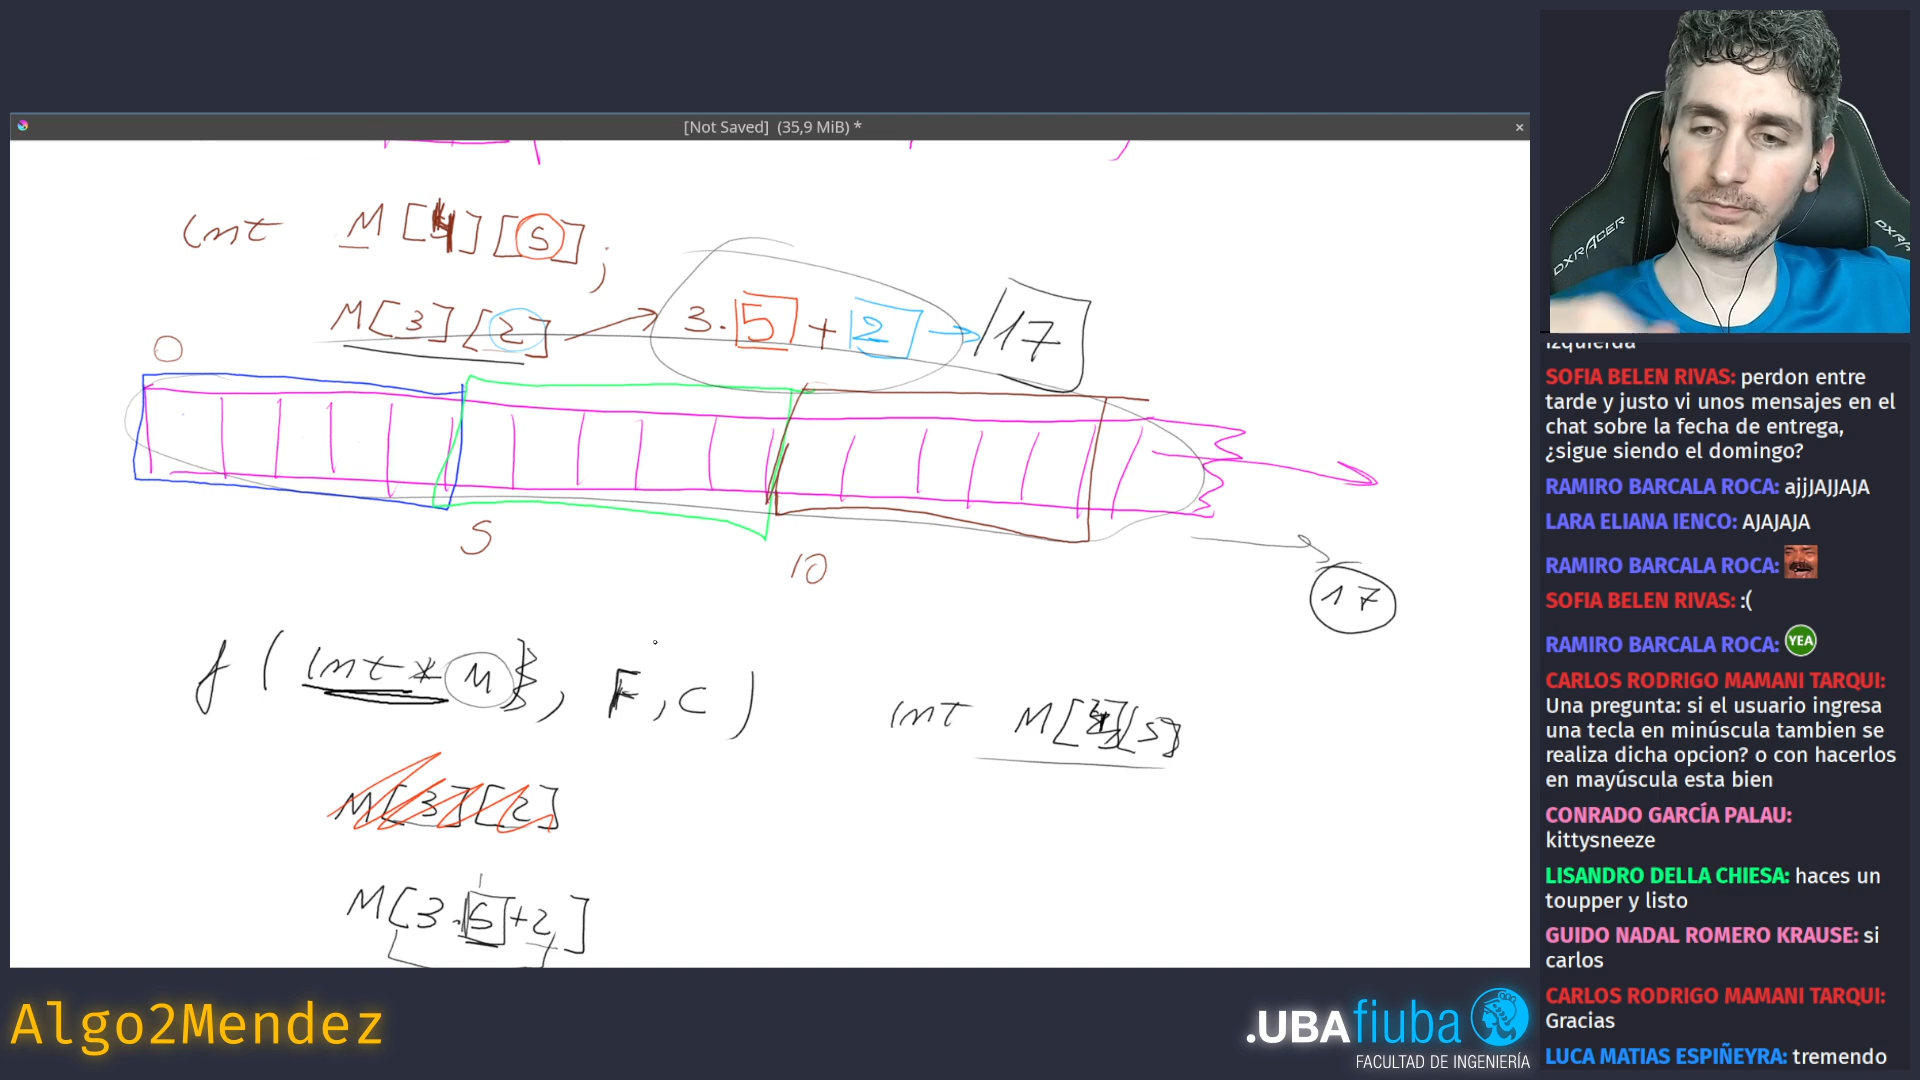 [Not Saved] (35,9 MiB) *
×
int M[4][5];
M[3][2] → 3.5+2 → 17
0
5
10
17
f (int * M, F, C)
int M[4][5]
M[3][2]
M[3.5+2]
DXRACER
izquierda
SOFIA BELEN RIVAS: perdon entre
tarde y justo vi unos mensajes en el
chat sobre la fecha de entrega,
¿sigue siendo el domingo?
RAMIRO BARCALA ROCA: ajjJAJJAJA
LARA ELIANA IENCO: AJAJAJA
RAMIRO BARCALA ROCA:
SOFIA BELEN RIVAS: :(
RAMIRO BARCALA ROCA: YEA
CARLOS RODRIGO MAMANI TARQUI:
Una pregunta: si el usuario ingresa
una tecla en minúscula tambien se
realiza dicha opcion? o con hacerlos
en mayúscula esta bien
CONRADO GARCÍA PALAU:
kittysneeze
LISANDRO DELLA CHIESA: haces un
toupper y listo
GUIDO NADAL ROMERO KRAUSE: si
carlos
CARLOS RODRIGO MAMANI TARQUI:
Gracias
LUCA MATIAS ESPIÑEYRA: tremendo
Algo2Mendez
.UBAfiuba
FACULTAD DE INGENIERÍA